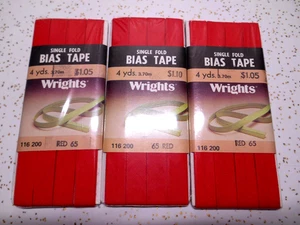 SINGLE FOLD
BIAS TAPE
4 yds. 3.70m $1.05
Wrights®
116 200 RED 65
SINGLE FOLD
BIAS TAPE
4 yds. 3.70m $1.10
Wrights®
116 200 65 RED
SINGLE FOLD
BIAS TAPE
4 yds. 3.70m $1.05
Wrights®
116 200 RED 65